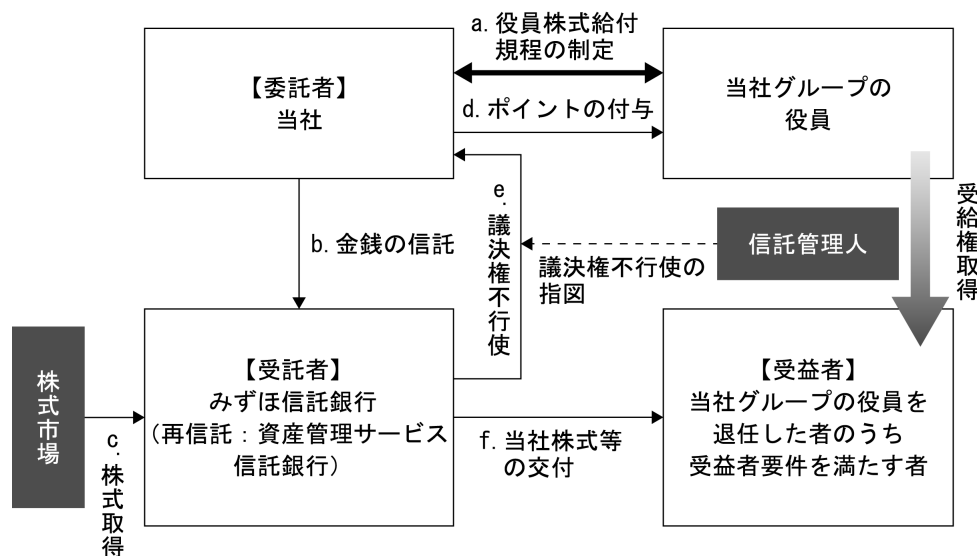 a. 役員株式給付
規程の制定
【委託者】
当社
当社グループの
役員
d. ポイントの付与
b. 金銭の信託
e. 議決権不行使
議決権不行使の
指図
信託管理人
受給権取得
株式市場
c. 株式取得
【受託者】
みずほ信託銀行
（再信託：資産管理サービス
信託銀行）
f. 当社株式等
の交付
【受益者】
当社グループの役員を
退任した者のうち
受益者要件を満たす者